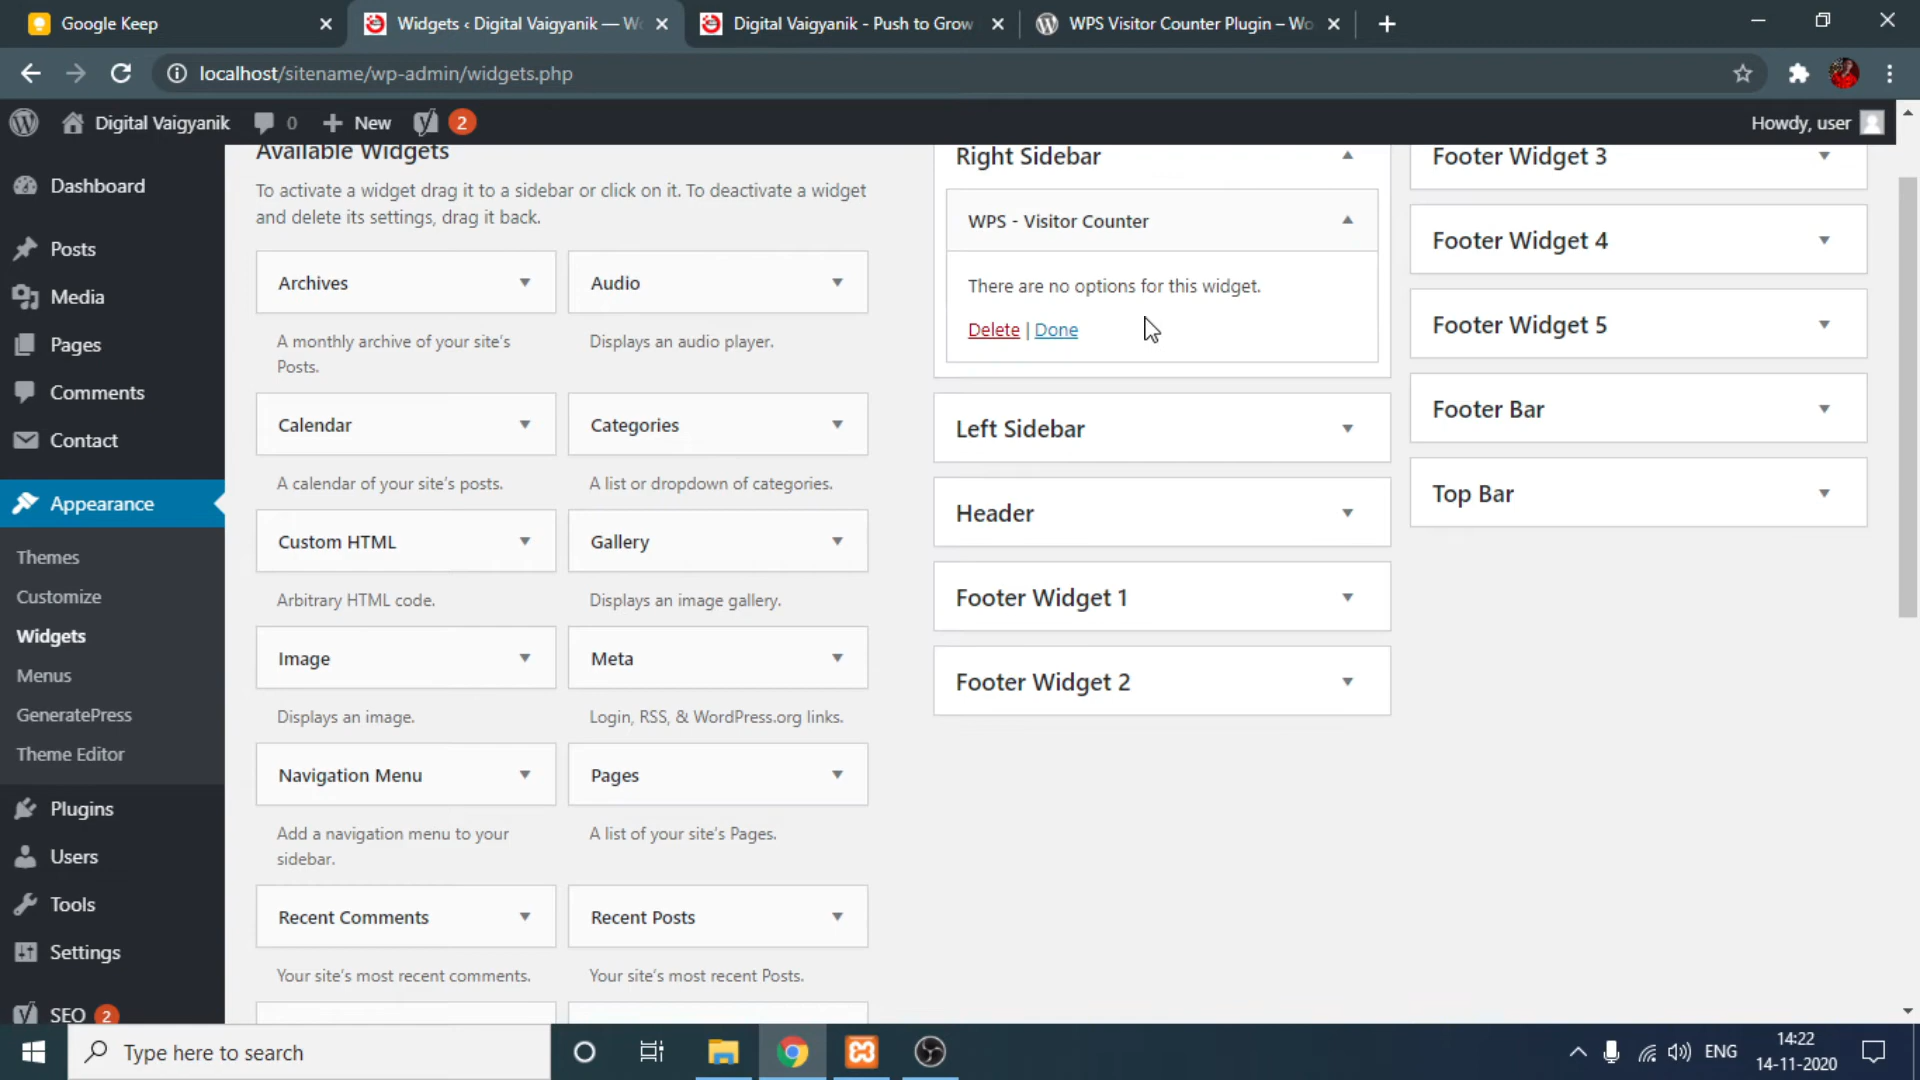 Google Keep
Widgets ‹ Digital Vaigyanik — Wo
Digital Vaigyanik - Push to Grow
WPS Visitor Counter Plugin – Wo
localhost/sitename/wp-admin/widgets.php
Digital Vaigyanik
0
New
2
Howdy, user
Dashboard
Posts
Media
Pages
Comments
Contact
Appearance
Themes
Customize
Widgets
Menus
GeneratePress
Theme Editor
Plugins
Users
Tools
Settings
SEO 2
Available Widgets
To activate a widget drag it to a sidebar or click on it. To deactivate a widget
and delete its settings, drag it back.
Archives
A monthly archive of your site’s
Posts.
Audio
Displays an audio player.
Calendar
A calendar of your site’s posts.
Categories
A list or dropdown of categories.
Custom HTML
Arbitrary HTML code.
Gallery
Displays an image gallery.
Image
Displays an image.
Meta
Login, RSS, & WordPress.org links.
Navigation Menu
Add a navigation menu to your
sidebar.
Pages
A list of your site’s Pages.
Recent Comments
Your site’s most recent comments.
Recent Posts
Your site’s most recent Posts.
Right Sidebar
WPS - Visitor Counter
There are no options for this widget.
Delete | Done
Left Sidebar
Header
Footer Widget 1
Footer Widget 2
Footer Widget 3
Footer Widget 4
Footer Widget 5
Footer Bar
Top Bar
Type here to search
ENG
14:22
14-11-2020